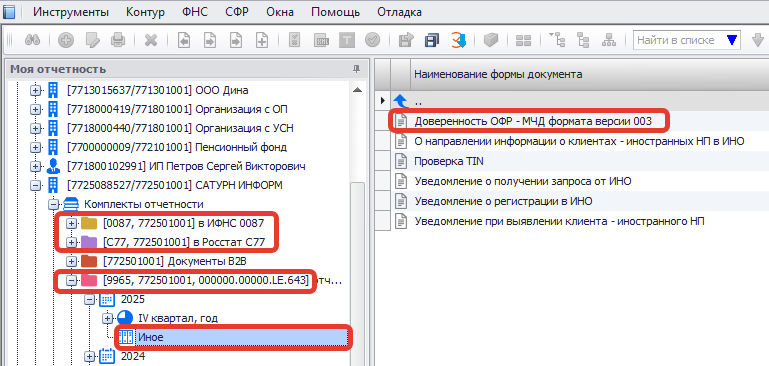 Инструменты Контур ФНС СФР Окна Помощь Отладка
Найти в списке
Моя отчетность
[7713015637/771301001] ООО Дина
[7718000419/771801001] Организация с ОП
[7718000440/771801001] Организация с УСН
[7700000009/772101001] Пенсионный фонд
[771800102991] ИП Петров Сергей Викторович
[7725088527/772501001] САТУРН ИНФОРМ
Комплекты отчетности
[0087, 772501001] в ИФНС 0087
[С77, 772501001] в Росстат С77
[772501001] Документы B2B
[9965, 772501001, 000000.00000.LE.643] отч...
2025
IV квартал, год
Иное
2024
Наименование формы документа
..
Доверенность ОФР - МЧД формата версии 003
О направлении информации о клиентах - иностранных НП в ИНО
Проверка TIN
Уведомление о получении запроса от ИНО
Уведомление о регистрации в ИНО
Уведомление при выявлении клиента - иностранного НП